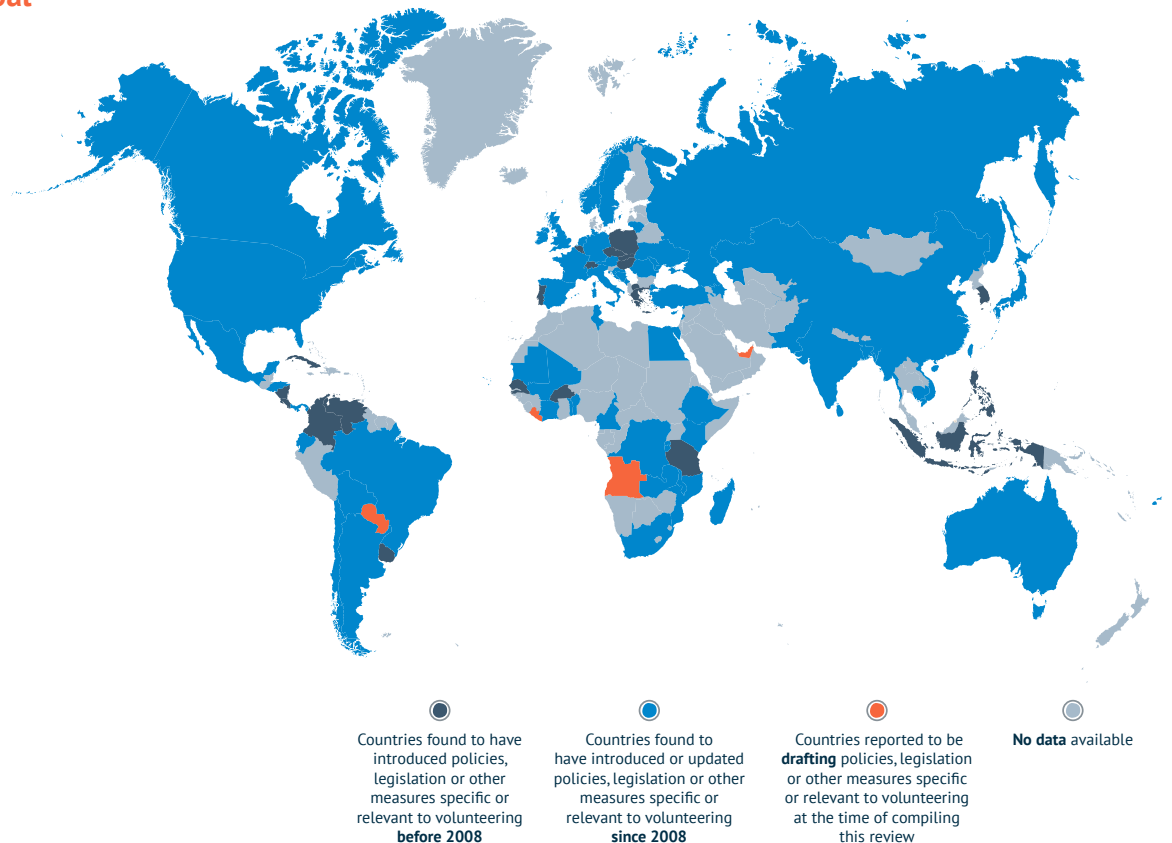 Countries found to have
introduced policies,
legislation or other
measures specific or
relevant to volunteering
before 2008
Countries found to
have introduced or updated
policies, legislation or other
measures specific or
relevant to volunteering
since 2008
Countries reported to be
drafting policies, legislation
or other measures specific
or relevant to volunteering
at the time of compiling
this review
No data available